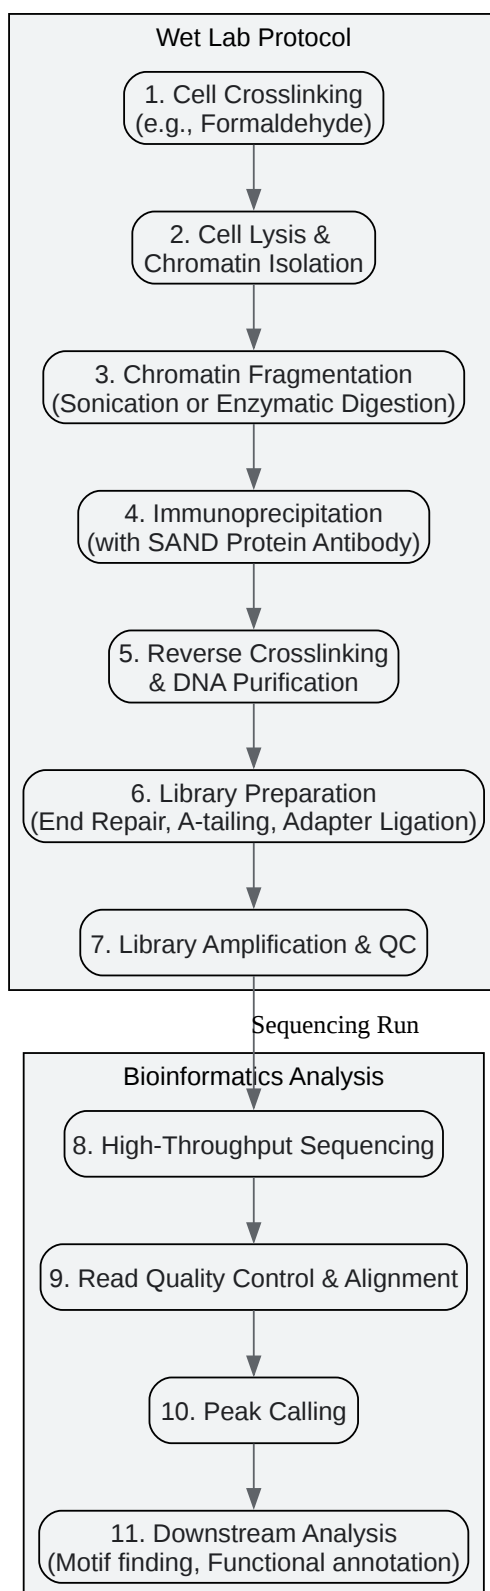 Wet Lab Protocol
1. Cell Crosslinking
(e.g., Formaldehyde)
2. Cell Lysis &
Chromatin Isolation
3. Chromatin Fragmentation
(Sonication or Enzymatic Digestion)
4. Immunoprecipitation
(with SAND Protein Antibody)
5. Reverse Crosslinking
& DNA Purification
6. Library Preparation
(End Repair, A-tailing, Adapter Ligation)
7. Library Amplification & QC
Sequencing Run
Bioinformatics Analysis
8. High-Throughput Sequencing
9. Read Quality Control & Alignment
10. Peak Calling
11. Downstream Analysis
(Motif finding, Functional annotation)